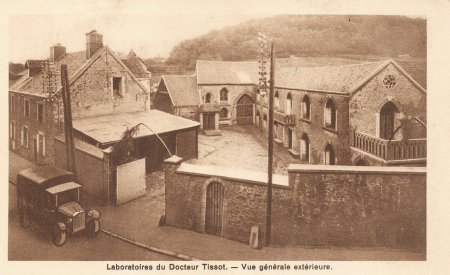 Laboratoires du Docteur Tissot. — Vue générale extérieure.